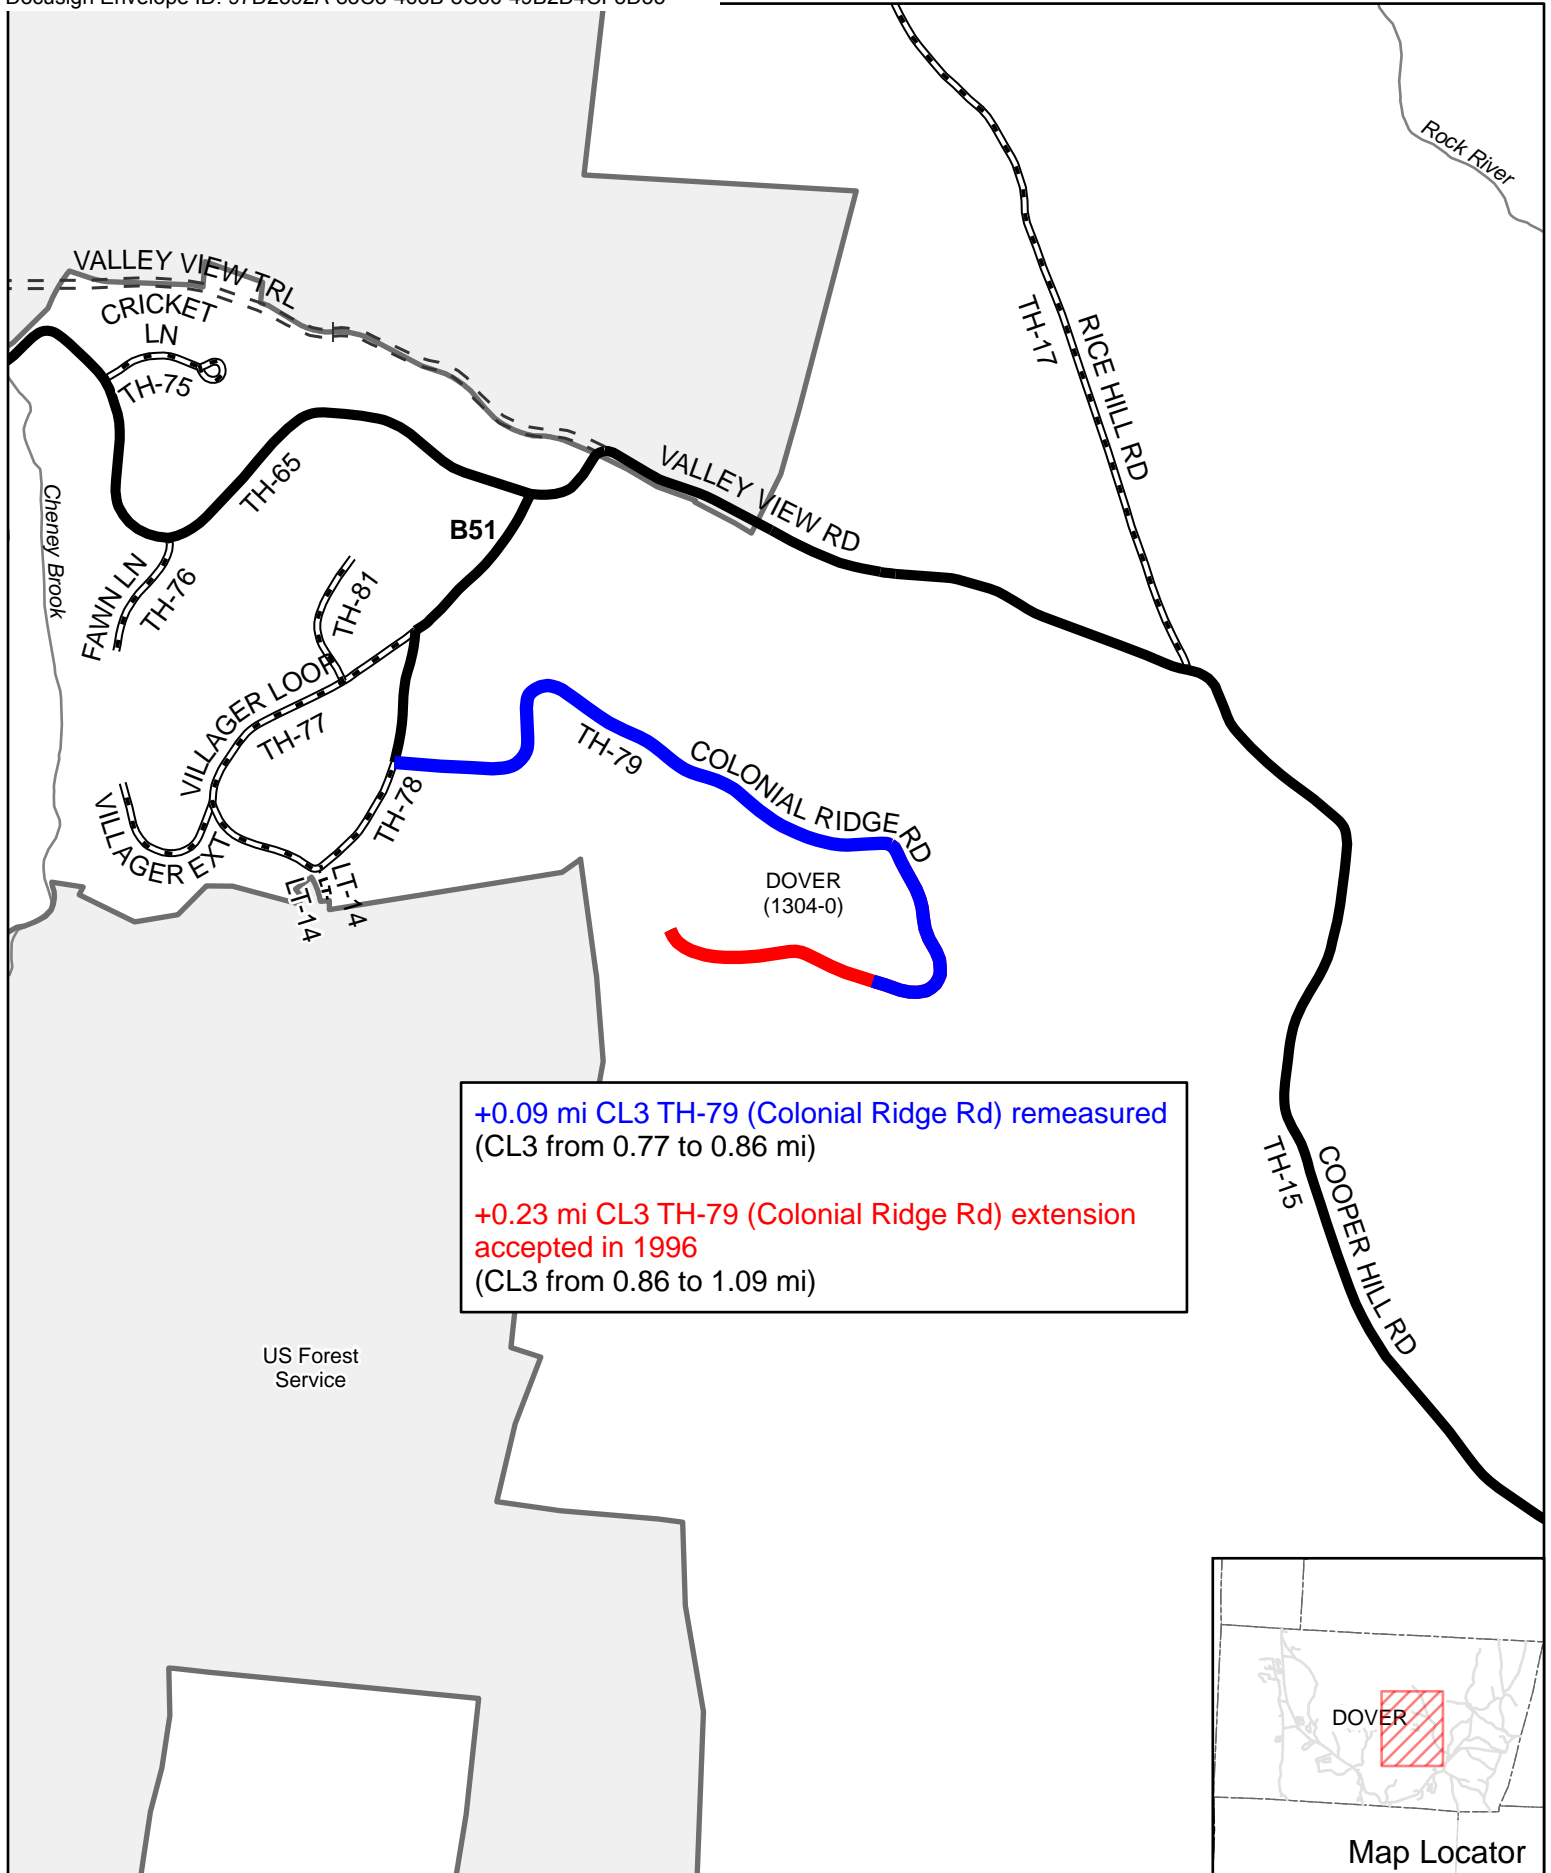 Rock River
VALLEY VIEW TRL
CRICKET
LN
TH-75
TH-17
RICE HILL RD
TH-65
VALLEY VIEW RD
B51
Cheney Brook
FAWN LN
TH-76
TH-81
VILLAGER LOOP
TH-77
TH-79
COLONIAL RIDGE RD
TH-78
VILLAGER EXT
LT-14
LT-14
LT-
DOVER
(1304-0)
+0.09 mi CL3 TH-79 (Colonial Ridge Rd) remeasured
(CL3 from 0.77 to 0.86 mi)
+0.23 mi CL3 TH-79 (Colonial Ridge Rd) extension
accepted in 1996
(CL3 from 0.86 to 1.09 mi)
TH-15
COOPER HILL RD
US Forest
Service
DOVER
Map Locator